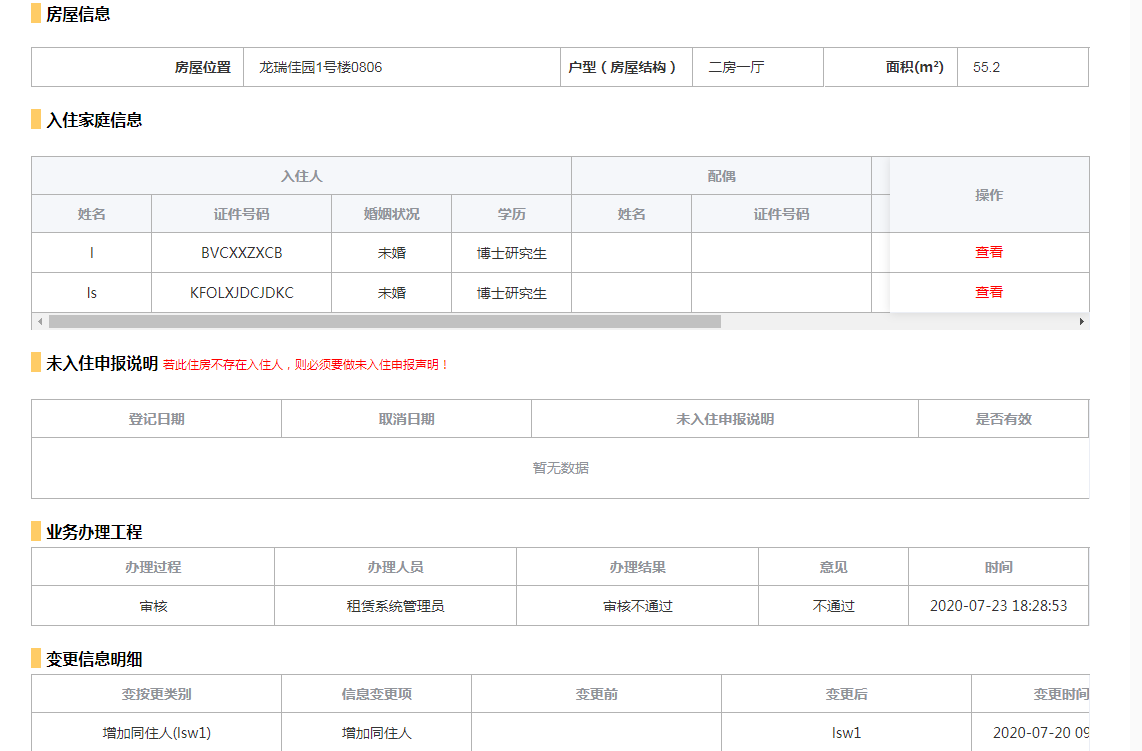 房屋信息
房屋位置 龙瑞佳园1号楼0806 户型（房屋结构） 二房一厅 面积(m²) 55.2
入住家庭信息
入住人 配偶 操作
姓名 证件号码 婚姻状况 学历 姓名 证件号码
l BVCXXZXCB 未婚 博士研究生 查看
ls KFOLXJDCJDKC 未婚 博士研究生 查看
未入住申报说明 若此住房不存在入住人，则必须要做未入住申报声明！
登记日期 取消日期 未入住申报说明 是否有效
暂无数据
业务办理工程
办理过程 办理人员 办理结果 意见 时间
审核 租赁系统管理员 审核不通过 不通过 2020-07-23 18:28:53
变更信息明细
变按更类别 信息变更项 变更前 变更后 变更时间
增加同住人(lsw1) 增加同住人 lsw1 2020-07-20 09